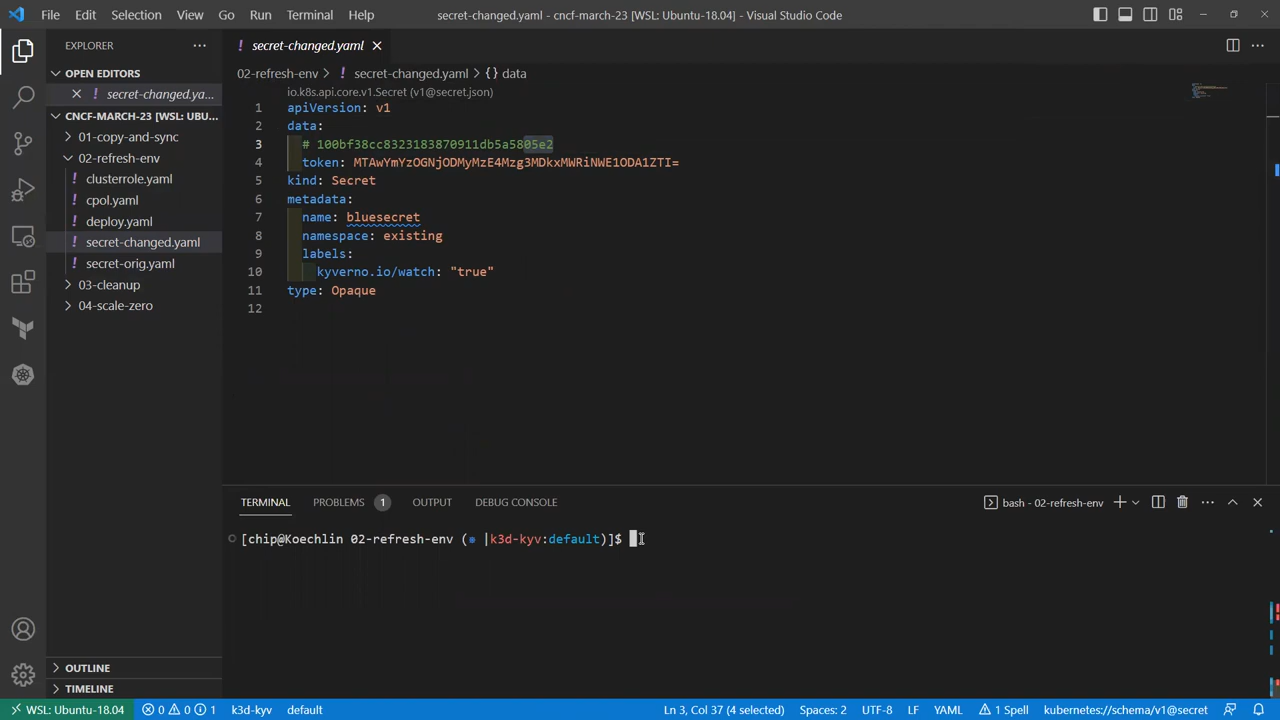 File Edit Selection View Go Run Terminal Help secret-changed.yaml - cncf-march-23 [WSL: Ubuntu-18.04] - Visual Studio Code
EXPLORER
OPEN EDITORS
secret-changed.ya...
CNCF-MARCH-23 [WSL: UBU...
01-copy-and-sync
02-refresh-env
clusterrole.yaml
cpol.yaml
deploy.yaml
secret-changed.yaml
secret-orig.yaml
03-cleanup
04-scale-zero
OUTLINE
TIMELINE
secret-changed.yaml
02-refresh-env > secret-changed.yaml > {} data
io.k8s.api.core.v1.Secret (v1@secret.json)
1 apiVersion: v1
2 data:
3 # 100bf38cc8323183870911db5a5805e2
4 token: MTAwYmYzOGNjODMyMzE4Mzg3MDkxMWRiNWE1ODA1ZTI=
5 kind: Secret
6 metadata:
7 name: bluesecret
8 namespace: existing
9 labels:
10 kyverno.io/watch: "true"
11 type: Opaque
12
TERMINAL PROBLEMS 1 OUTPUT DEBUG CONSOLE bash - 02-refresh-env
[chip@Koechlin 02-refresh-env (⎈ |k3d-kyv:default)]$
WSL: Ubuntu-18.04 0 0 1 k3d-kyv default Ln 3, Col 37 (4 selected) Spaces: 2 UTF-8 LF YAML 1 Spell kubernetes://schema/v1@secret